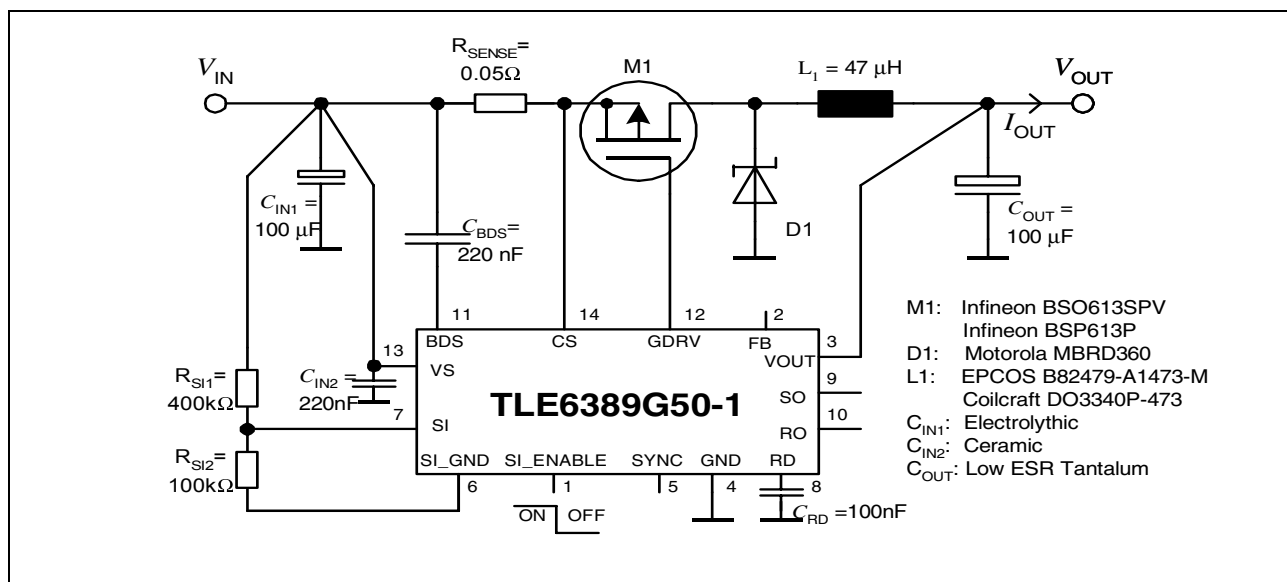 R_SENSE=
0.05Ω
M1
L_1 = 47 μH
V_IN
V_OUT
I_OUT
C_IN1 =
100 μF
C_BDS=
220 nF
D1
C_OUT =
100 μF
11
14
12
2
BDS
CS
GDRV
FB
13
VS
VOUT
3
R_SI1=
400kΩ
C_IN2=
220nF
7
SI
TLE6389G50-1
SO
9
RO
10
R_SI2=
100kΩ
SI_GND
SI_ENABLE
SYNC
GND
RD
6
1
5
4
8
ON
OFF
C_RD =100nF
M1: Infineon BSO613SPV
Infineon BSP613P
D1: Motorola MBRD360
L1: EPCOS B82479-A1473-M
Coilcraft DO3340P-473
C_IN1: Electrolythic
C_IN2: Ceramic
C_OUT: Low ESR Tantalum